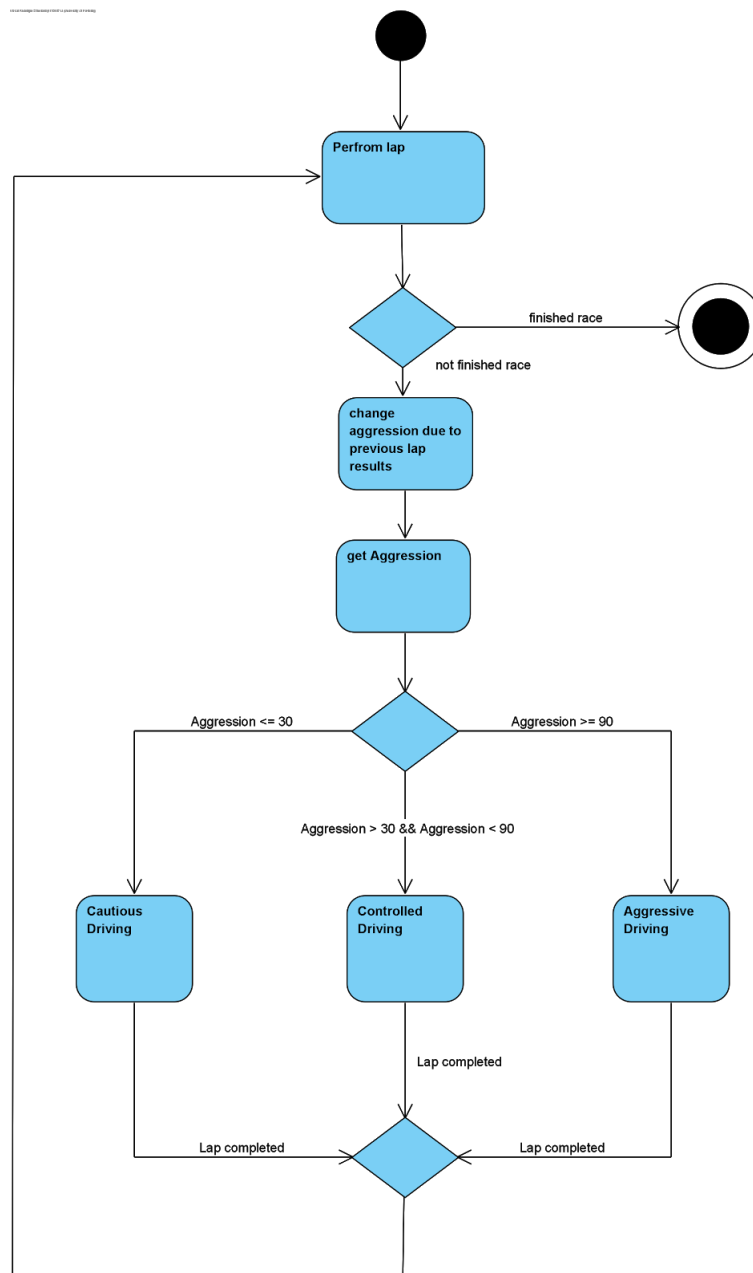 Perfrom lap
finished race
not finished race
change
aggression due to
previous lap
results
get Aggression
Aggression <= 30
Aggression >= 90
Aggression > 30 && Aggression < 90
Cautious
Driving
Controlled
Driving
Aggressive
Driving
Lap completed
Lap completed
Lap completed